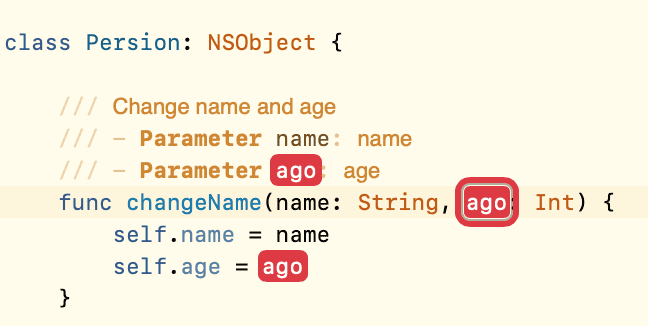 class Persion: NSObject {
/// Change name and age
/// - Parameter name: name
/// - Parameter ago: age
func changeName(name: String, ago: Int) {
self.name = name
self.age = ago
}